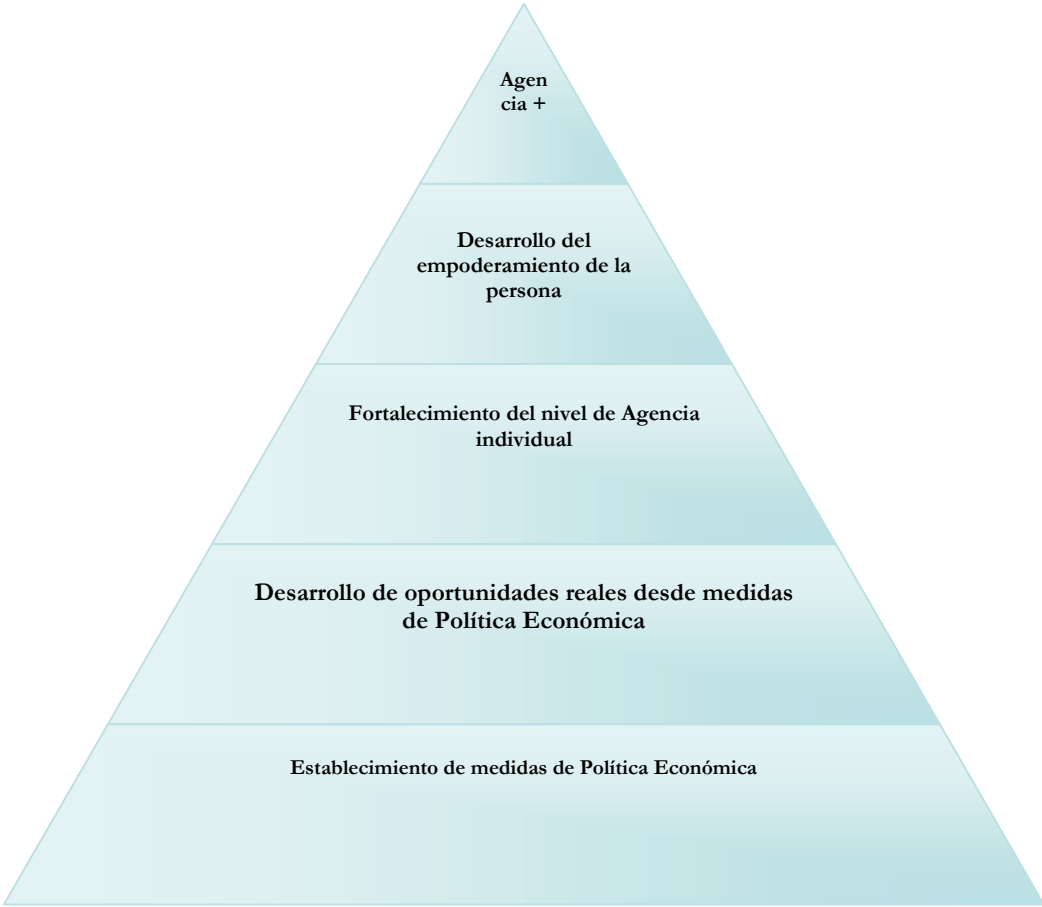 Agen
cia +
Desarrollo del
empoderamiento de la
persona
Fortalecimiento del nivel de Agencia
individual
Desarrollo de oportunidades reales desde medidas
de Política Económica
Establecimiento de medidas de Política Económica